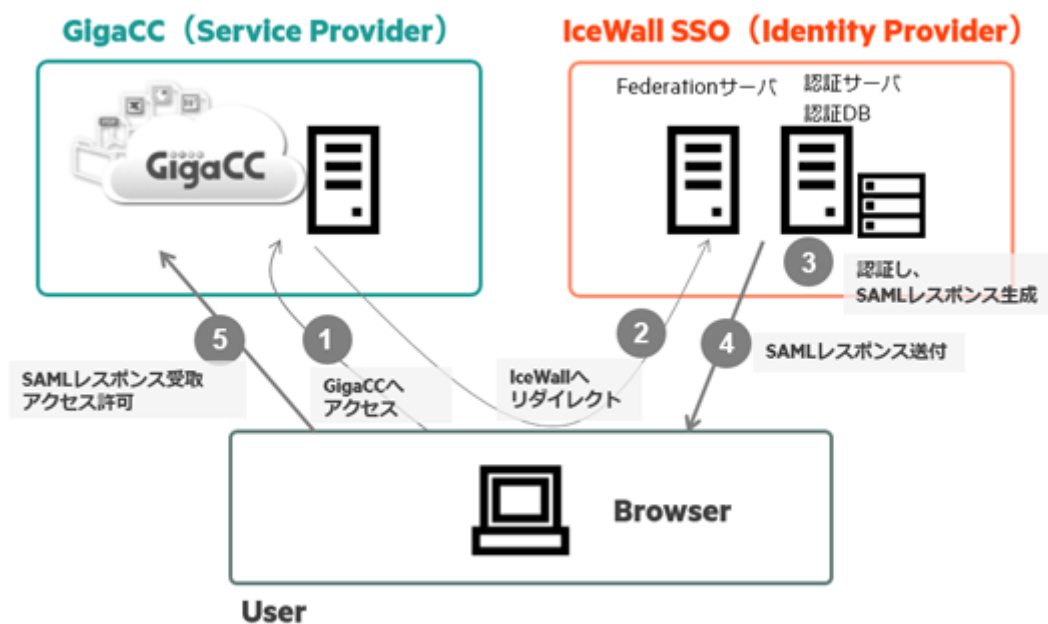 GigaCC（Service Provider）
IceWall SSO（Identity Provider）
Federationサーバ
認証サーバ
認証DB
GigaCC
3
認証し、
SAMLレスポンス生成
5
1
2
4
SAMLレスポンス送付
SAMLレスポンス受取
アクセス許可
GigaCCへ
アクセス
IceWallへ
リダイレクト
Browser
User